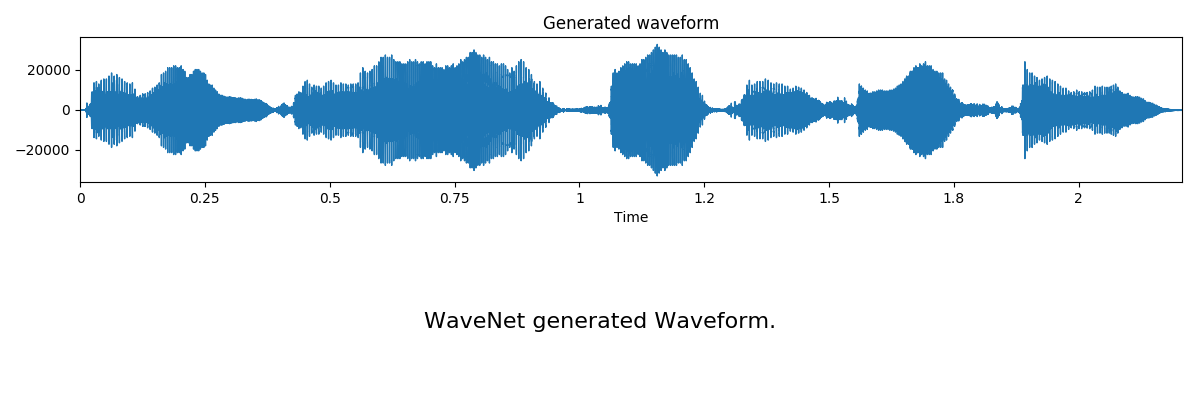 Generated waveform
20000
0
−20000
0 0.25 0.5 0.75 1 1.2 1.5 1.8 2
Time
WaveNet generated Waveform.